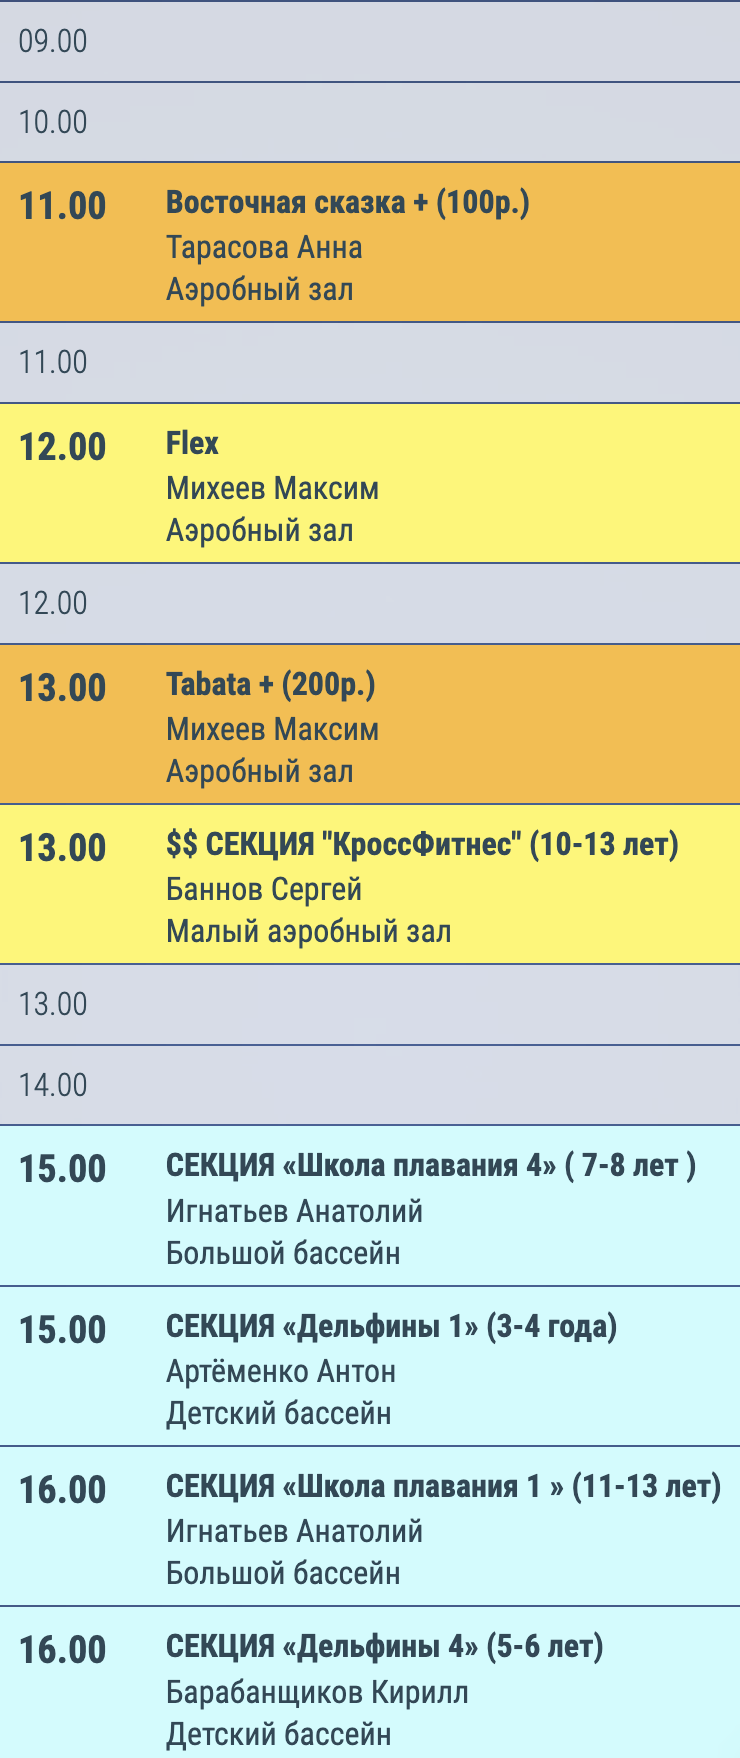 09.00
10.00
11.00 Восточная сказка + (100р.)
Тарасова Анна
Аэробный зал
11.00
12.00 Flex
Михеев Максим
Аэробный зал
12.00
13.00 Tabata + (200р.)
Михеев Максим
Аэробный зал
13.00 $$ СЕКЦИЯ "КроссФитнес" (10-13 лет)
Баннов Сергей
Малый аэробный зал
13.00
14.00
15.00 СЕКЦИЯ «Школа плавания 4» ( 7-8 лет )
Игнатьев Анатолий
Большой бассейн
15.00 СЕКЦИЯ «Дельфины 1» (3-4 года)
Артёменко Антон
Детский бассейн
16.00 СЕКЦИЯ «Школа плавания 1 » (11-13 лет)
Игнатьев Анатолий
Большой бассейн
16.00 СЕКЦИЯ «Дельфины 4» (5-6 лет)
Барабанщиков Кирилл
Детский бассейн